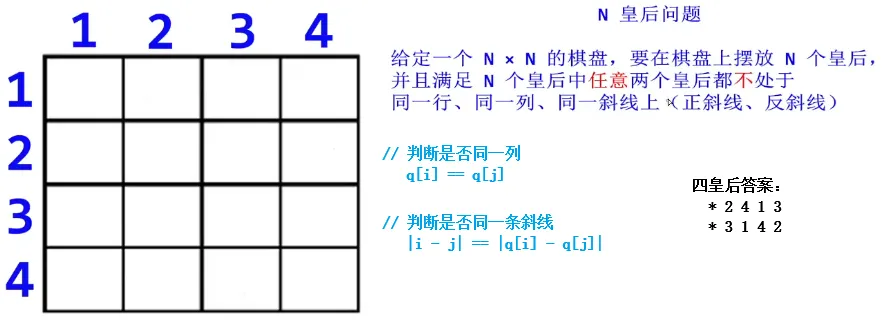 N 皇后问题
1 2 3 4
1
2
3
4
给定一个 N × N 的棋盘，要在棋盘上摆放 N 个皇后，
并且满足 N 个皇后中任意两个皇后都不处于
同一行、同一列、同一斜线上（正斜线、反斜线）
// 判断是否同一列
q[i] == q[j]
// 判断是否同一条斜线
|i - j| == |q[i] - q[j]|
四皇后答案：
* 2 4 1 3
* 3 1 4 2